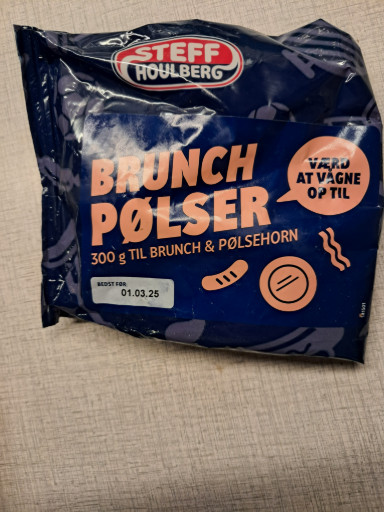 STEFF
HOULBERG
BRUNCH
PØLSER
300 g TIL BRUNCH & PØLSEHORN
VÆRD
AT VÅGNE
OP TIL
BEDST FØR:
01.03.25